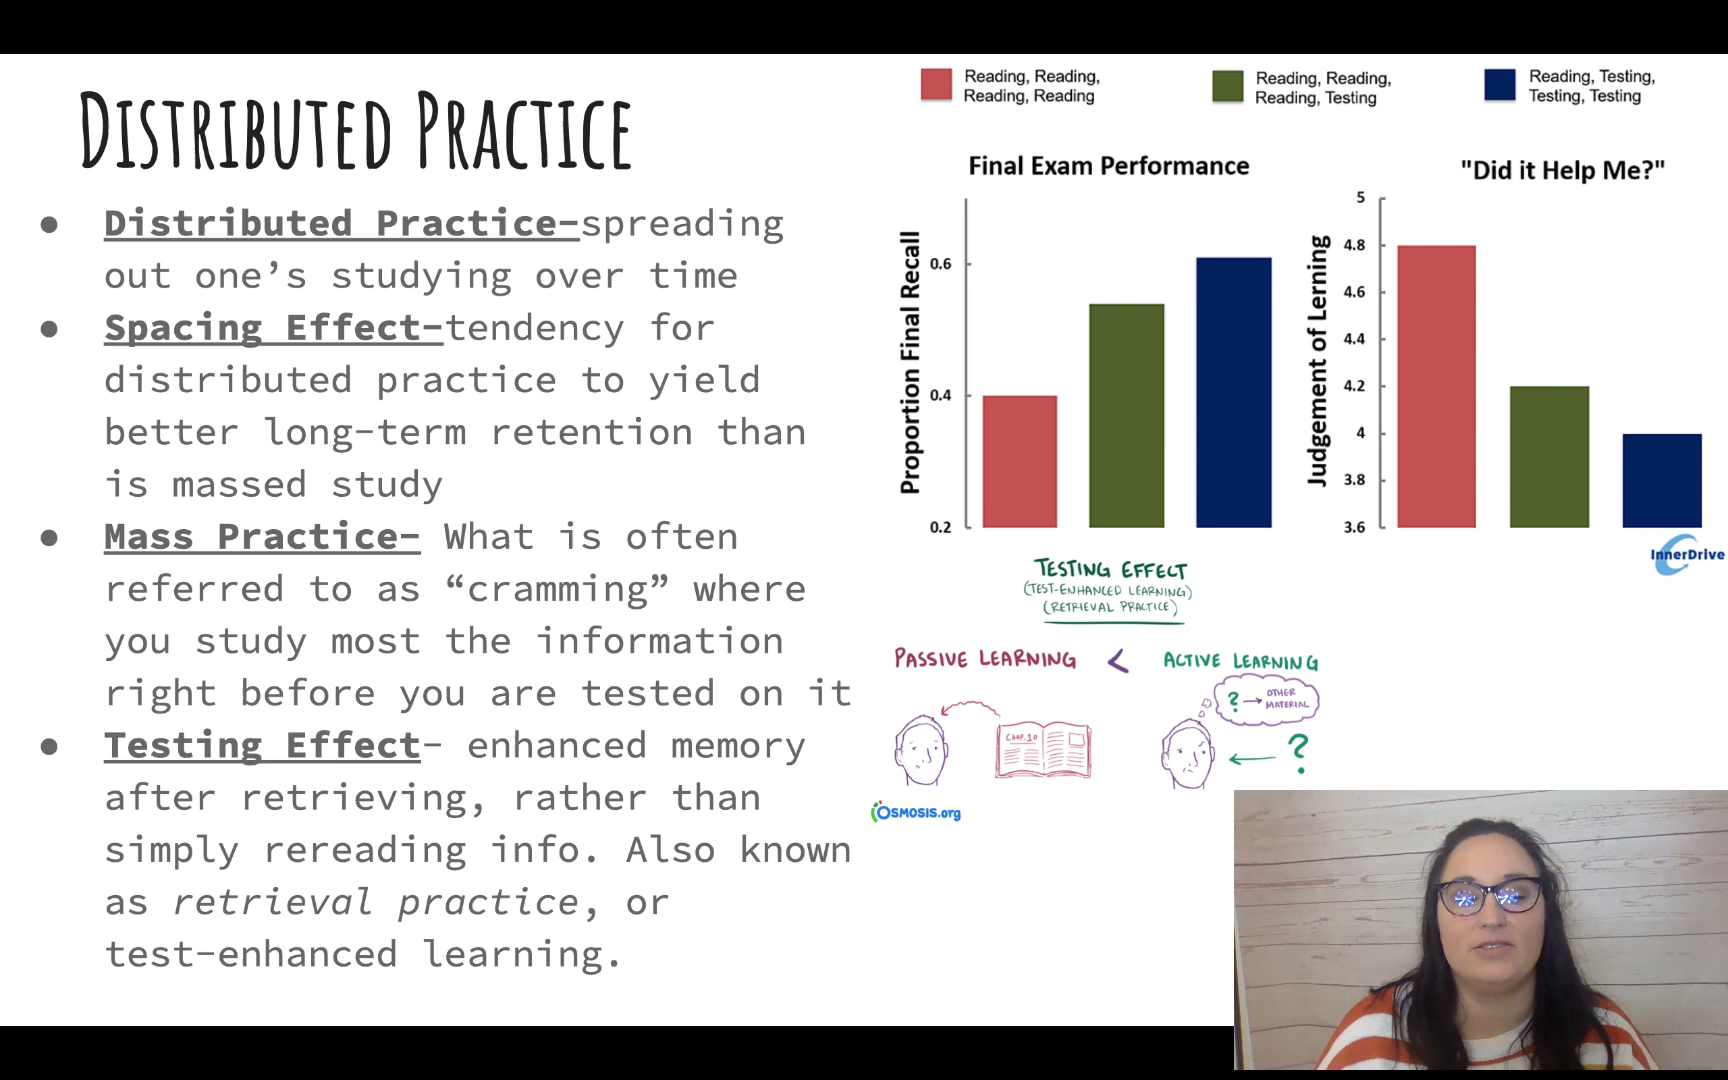 DISTRIBUTED PRACTICE
● Distributed Practice-spreading
out one's studying over time
● Spacing Effect-tendency for
distributed practice to yield
better long-term retention than
is massed study
● Mass Practice- What is often
referred to as “cramming” where
you study most the information
right before you are tested on it
● Testing Effect- enhanced memory
after retrieving, rather than
simply rereading info. Also known
as retrieval practice, or
test-enhanced learning.
Reading, Reading,
Reading, Reading
Reading, Reading,
Reading, Testing
Reading, Testing,
Testing, Testing
Final Exam Performance
Proportion Final Recall
0.6
0.4
0.2
"Did it Help Me?"
Judgement of Lerning
5
4.8
4.6
4.4
4.2
4
3.8
3.6
InnerDrive
TESTING EFFECT
(TEST-ENHANCED LEARNING)
(RETRIEVAL PRACTICE)
PASSIVE LEARNING < ACTIVE LEARNING
CHAP. 10
? → OTHER
MATERIAL
?
OSMOSIS.org